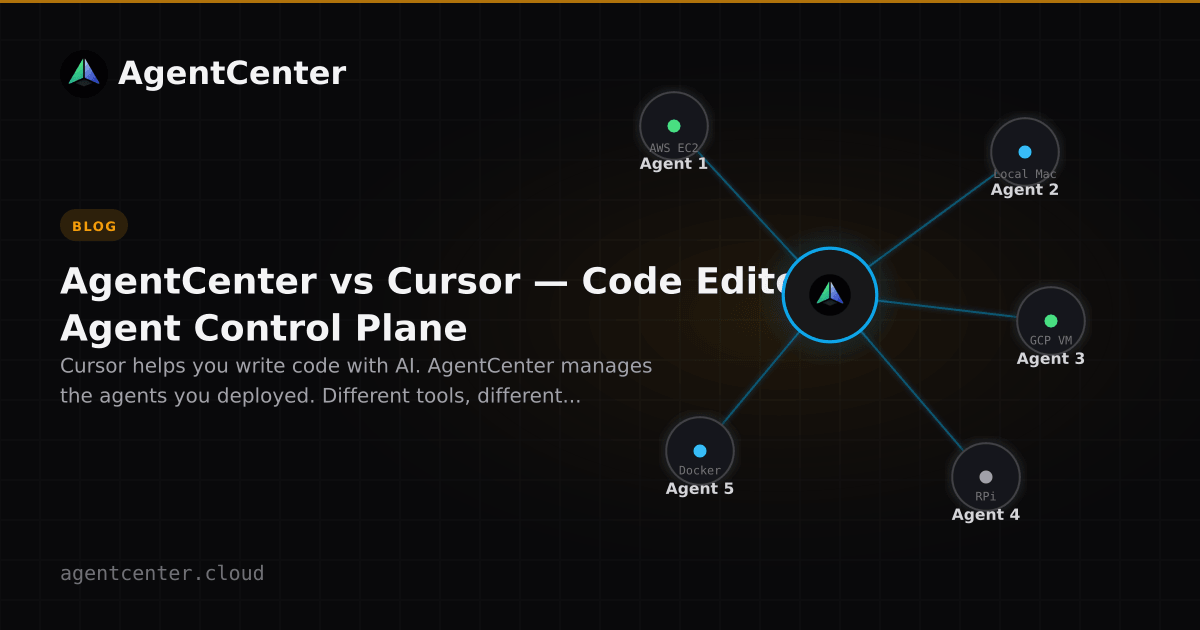 AgentCenter
BLOG
AgentCenter vs Cursor — Code Edito
Agent Control Plane
Cursor helps you write code with AI. AgentCenter manages
the agents you deployed. Different tools, different...
agentcenter.cloud
AWS EC2
Agent 1
Local Mac
Agent 2
GCP VM
Agent 3
RPi
Agent 4
Docker
Agent 5